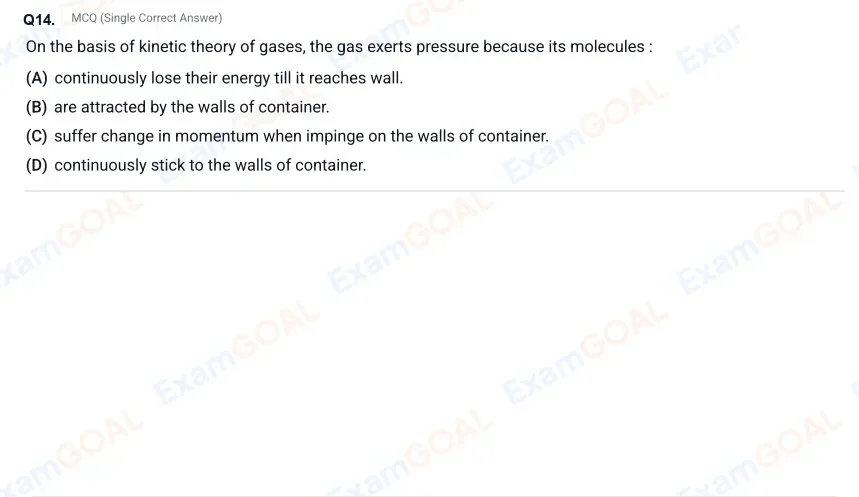 Q14. MCQ (Single Correct Answer)
On the basis of kinetic theory of gases, the gas exerts pressure because its molecules :
(A) continuously lose their energy till it reaches wall.
(B) are attracted by the walls of container.
(C) suffer change in momentum when impinge on the walls of container.
(D) continuously stick to the walls of container.
ExamGOAL